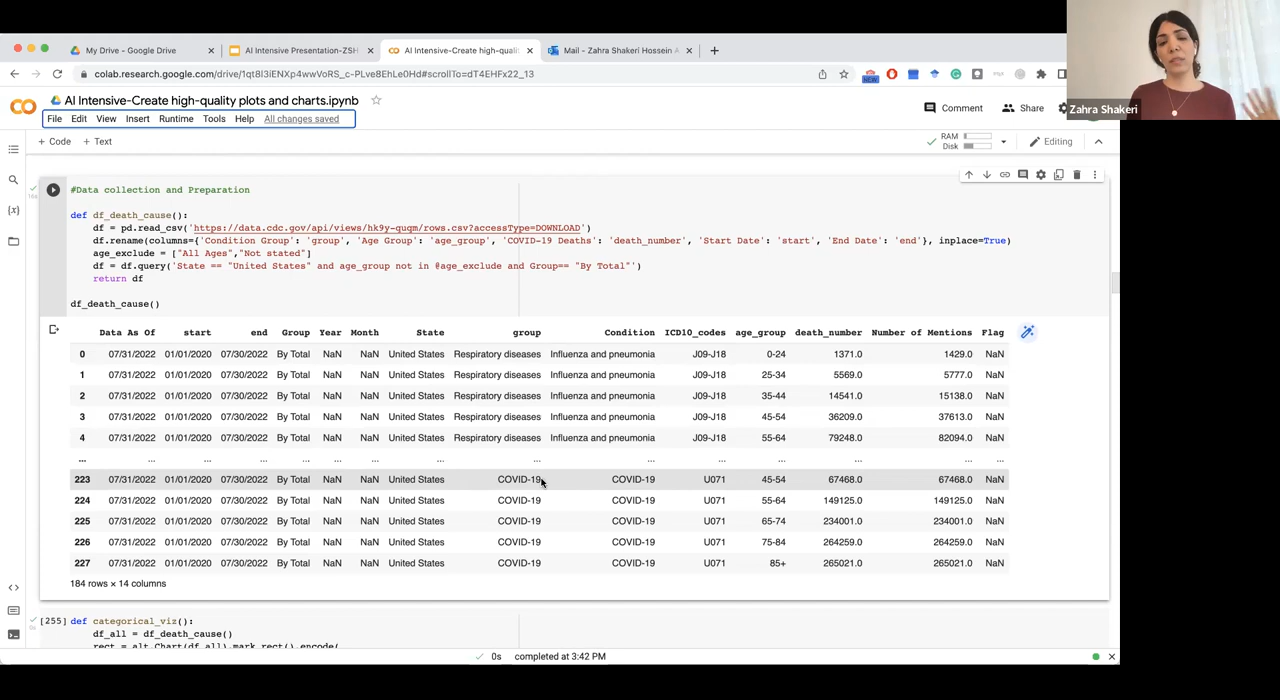 My Drive - Google Drive
AI Intensive Presentation-ZSH
AI Intensive-Create high-quali
Mail - Zahra Shakeri Hossein A
colab.research.google.com/drive/1qt8I3iENXp4wwVoRS_c-PLve8EhLe0Hd#scrollTo=dT4EHFx22_13
NEW
Zahra Shakeri
AI Intensive-Create high-quality plots and charts.ipynb
File Edit View Insert Runtime Tools Help All changes saved
Comment Share
+ Code + Text
RAM
Disk
Editing
#Data collection and Preparation
def df_death_cause():
df = pd.read_csv('https://data.cdc.gov/api/views/hk9y-quqm/rows.csv?accessType=DOWNLOAD')
df.rename(columns={'Condition Group': 'group', 'Age Group': 'age_group', 'COVID-19 Deaths': 'death_number', 'Start Date': 'start', 'End Date': 'end'}, inplace=True)
age_exclude = ["All Ages","Not stated"]
df = df.query('State == "United States" and age_group not in @age_exclude and Group== "By Total"')
return df
df_death_cause()
Data As Of start end Group Year Month State group Condition ICD10_codes age_group death_number Number of Mentions Flag
0 07/31/2022 01/01/2020 07/30/2022 By Total NaN NaN United States Respiratory diseases Influenza and pneumonia J09-J18 0-24 1371.0 1429.0 NaN
1 07/31/2022 01/01/2020 07/30/2022 By Total NaN NaN United States Respiratory diseases Influenza and pneumonia J09-J18 25-34 5569.0 5777.0 NaN
2 07/31/2022 01/01/2020 07/30/2022 By Total NaN NaN United States Respiratory diseases Influenza and pneumonia J09-J18 35-44 14541.0 15138.0 NaN
3 07/31/2022 01/01/2020 07/30/2022 By Total NaN NaN United States Respiratory diseases Influenza and pneumonia J09-J18 45-54 36209.0 37613.0 NaN
4 07/31/2022 01/01/2020 07/30/2022 By Total NaN NaN United States Respiratory diseases Influenza and pneumonia J09-J18 55-64 79248.0 82094.0 NaN
... ... ... ... ... ... ... ... ... ... ... ... ... ... ...
223 07/31/2022 01/01/2020 07/30/2022 By Total NaN NaN United States COVID-19 COVID-19 U071 45-54 67468.0 67468.0 NaN
224 07/31/2022 01/01/2020 07/30/2022 By Total NaN NaN United States COVID-19 COVID-19 U071 55-64 149125.0 149125.0 NaN
225 07/31/2022 01/01/2020 07/30/2022 By Total NaN NaN United States COVID-19 COVID-19 U071 65-74 234001.0 234001.0 NaN
226 07/31/2022 01/01/2020 07/30/2022 By Total NaN NaN United States COVID-19 COVID-19 U071 75-84 264259.0 264259.0 NaN
227 07/31/2022 01/01/2020 07/30/2022 By Total NaN NaN United States COVID-19 COVID-19 U071 85+ 265021.0 265021.0 NaN
184 rows × 14 columns
[255] def categorical_viz():
df_all = df_death_cause()
rect = alt.Chart(df_all).mark_rect().encode(
0s completed at 3:42 PM